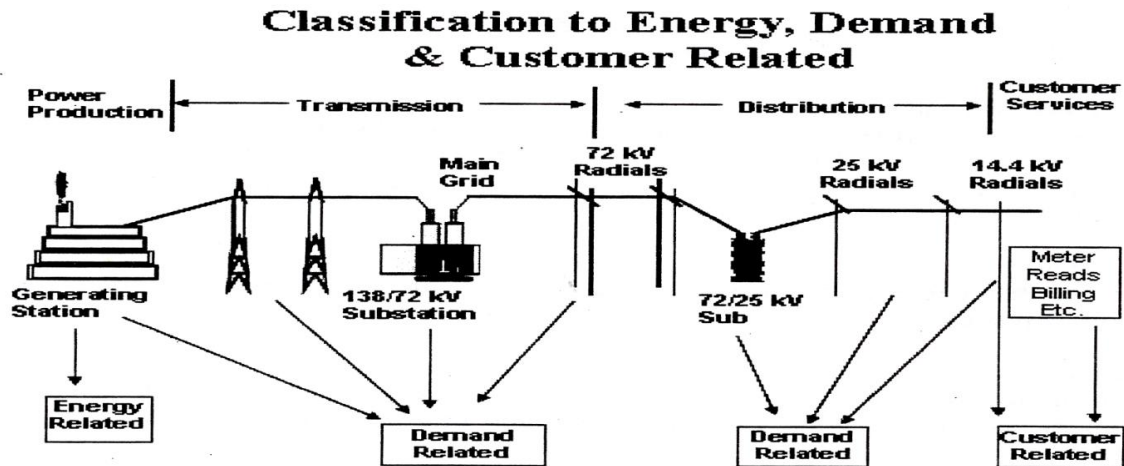 Classification to Energy, Demand
& Customer Related
Power
Production
Transmission
Distribution
Customer
Services
Main
Grid
72 kV
Radials
25 kV
Radials
14.4 kV
Radials
Generating
Station
138/72 kV
Substation
72/25 kV
Sub
Meter
Reads
Billing
Etc.
Energy
Related
Demand
Related
Demand
Related
Customer
Related